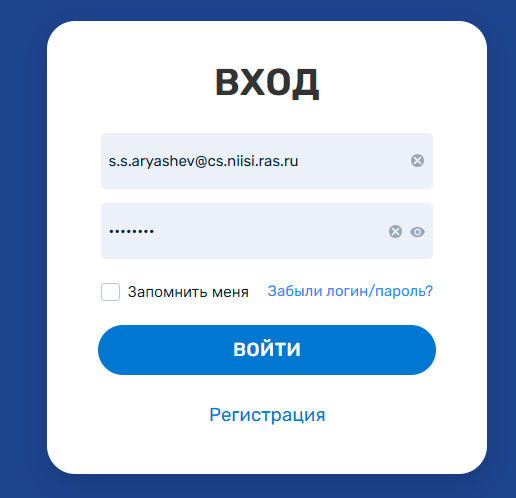 ВХОД
s.s.aryashev@cs.niisi.ras.ru
••••••••
Запомнить меня Забыли логин/пароль?
ВОЙТИ
Регистрация